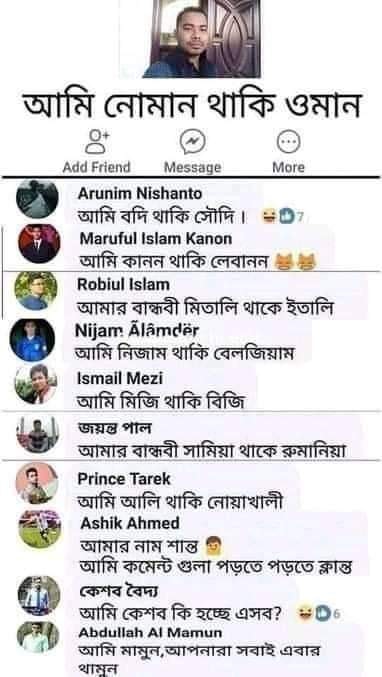 আমি নোমান থাকি ওমান
Add Friend
Message
More
Arunim Nishanto
আমি বদি থাকি সৌদি। 😆👍7
Maruful Islam Kanon
আমি কানন থাকি লেবানন 😹😹
Robiul Islam
আমার বান্ধবী মিতালি থাকে ইতালি
Nijam Ãlâmdër
আমি নিজাম থাকি বেলজিয়াম
Ismail Mezi
আমি মিজি থাকি বিজি
জয়ন্ত পাল
আমার বান্ধবী সামিয়া থাকে রুমানিয়া
Prince Tarek
আমি আলি থাকি নোয়াখালী
Ashik Ahmed
আমার নাম শান্ত 🤷
আমি কমেন্ট গুলা পড়তে পড়তে ক্লান্ত
কেশব বৈদ্য
আমি কেশব কি হচ্ছে এসব? 😆👍6
Abdullah Al Mamun
আমি মামুন,আপনারা সবাই এবার
থামুন